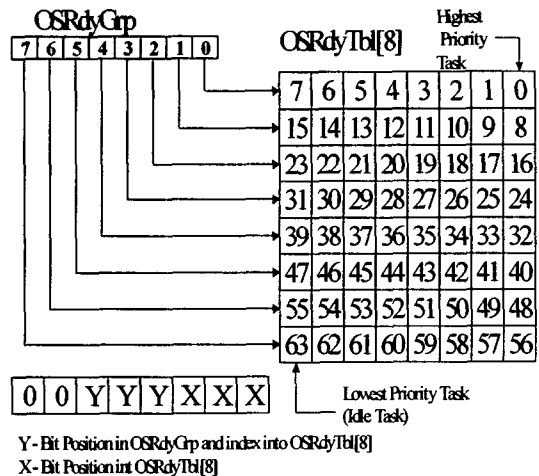 OSRdyGrp
7 6 5 4 3 2 1 0
OSRdyTbl[8]
Highest
Priority
Task
7 6 5 4 3 2 1 0
15 14 13 12 11 10 9 8
23 22 21 20 19 18 17 16
31 30 29 28 27 26 25 24
39 38 37 36 35 34 33 32
47 46 45 44 43 42 41 40
55 54 53 52 51 50 49 48
63 62 61 60 59 58 57 56
0 0 Y Y Y X X X
Lowest Priority Task
(Idle Task)
Y - Bit Position in OSRdyGrp and index into OSRdyTbl[8]
X - Bit Position int OSRdyTbl[8]